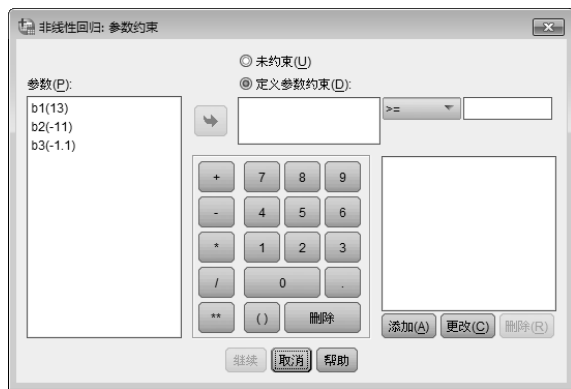 非线性回归: 参数约束
未约束(U)
参数(P):
定义参数约束(D):
b1(13)
b2(-11)
b3(-1.1)
>=
+ 7 8 9
- 4 5 6
* 1 2 3
/ 0 .
** ( ) 删除
添加(A) 更改(C) 删除(R)
继续 取消 帮助